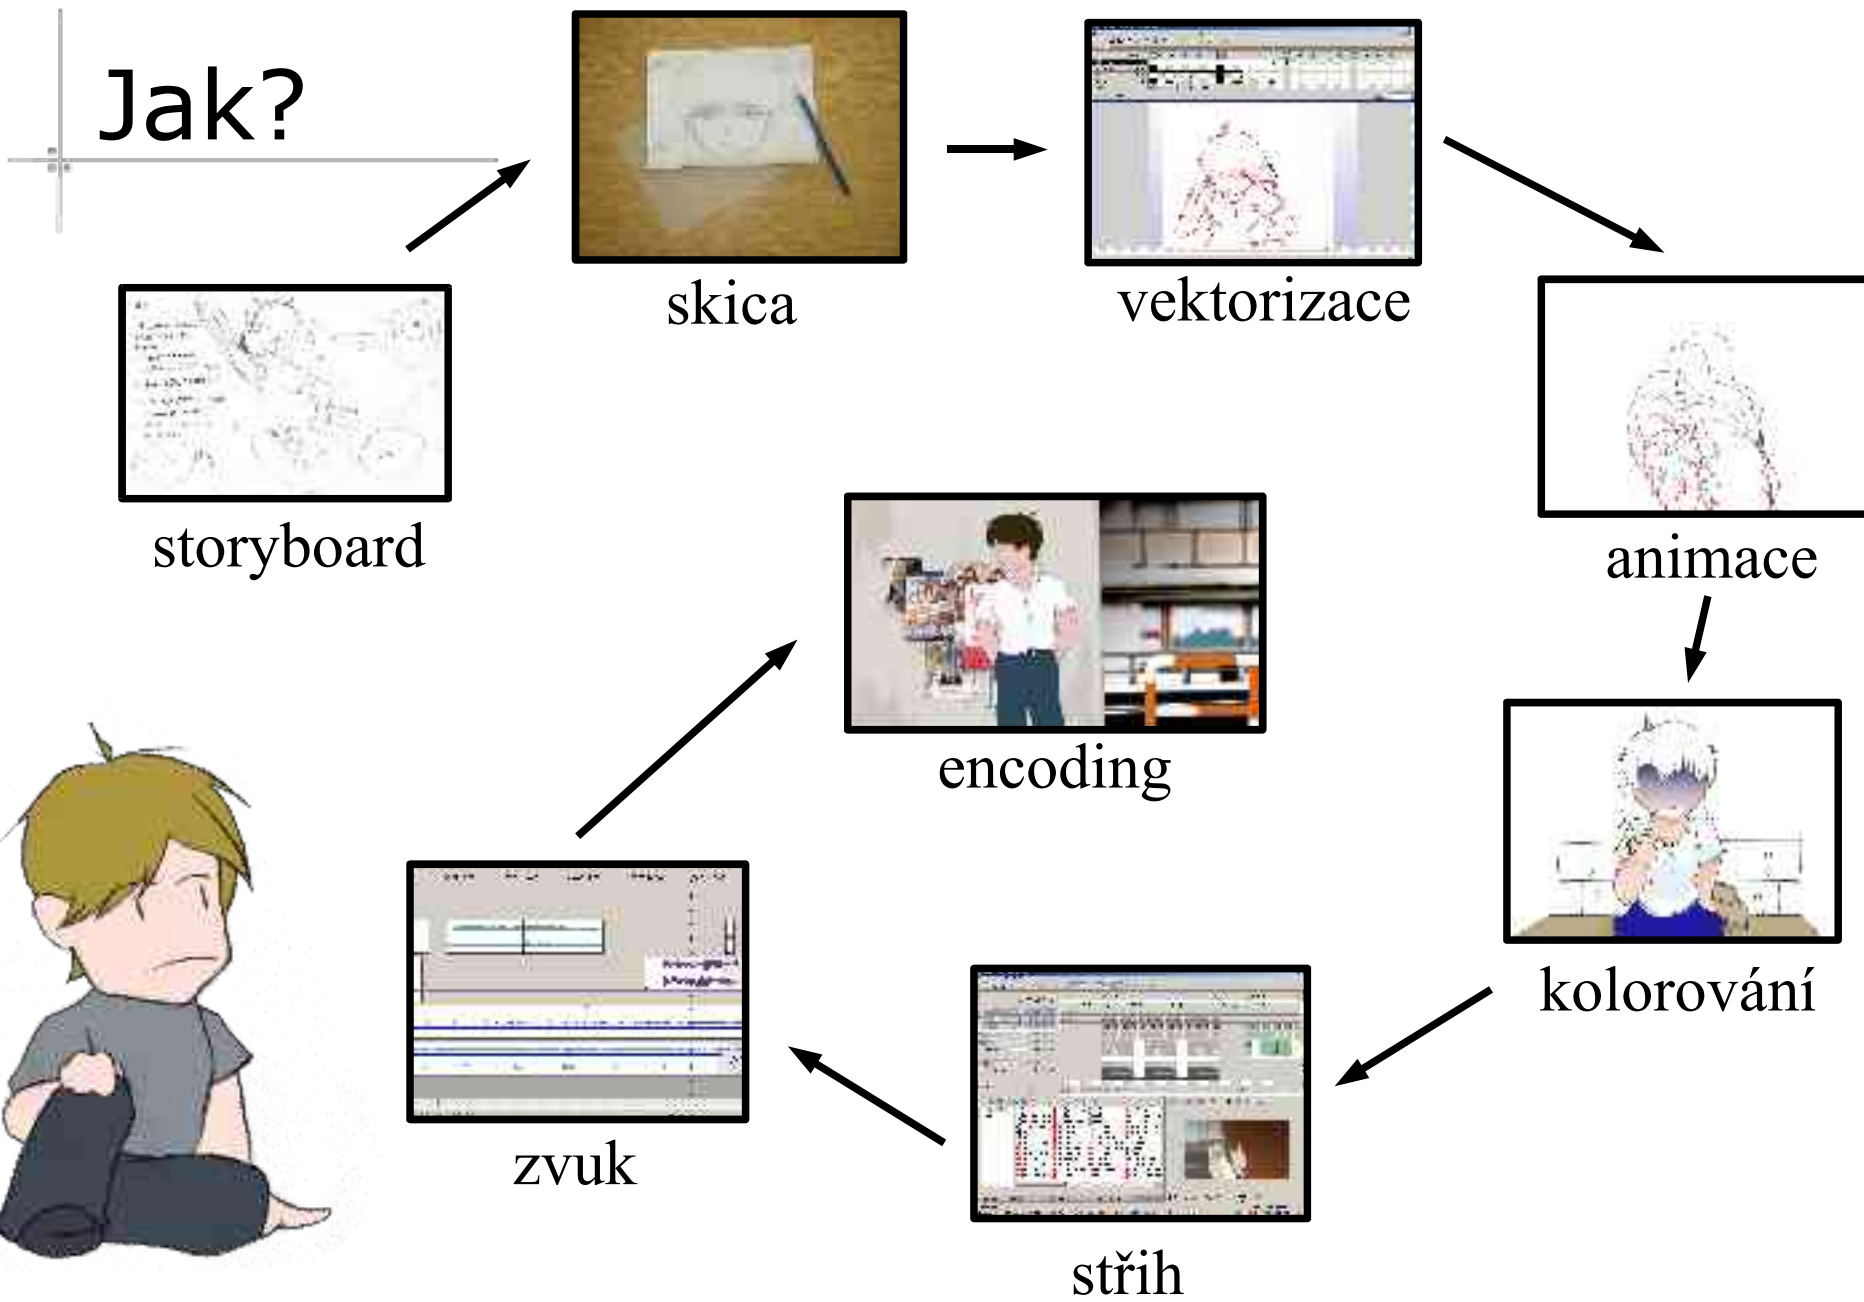 Jak?
storyboard
skica
vektorizace
animace
kolorování
střih
zvuk
encoding